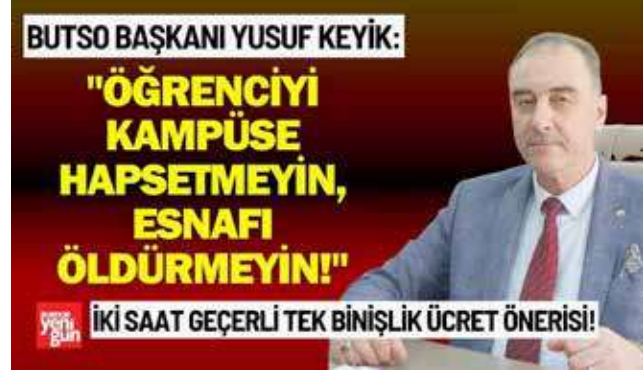 BUTSO BAŞKANI YUSUF KEYİK:
"ÖĞRENCİYİ
KAMPÜSE
HAPSETMEYİN,
ESNAFI
ÖLDÜRMEYİN!"
yeni
gün
İKİ SAAT GEÇERLİ TEK BİNİŞLİK ÜCRET ÖNERİSİ!